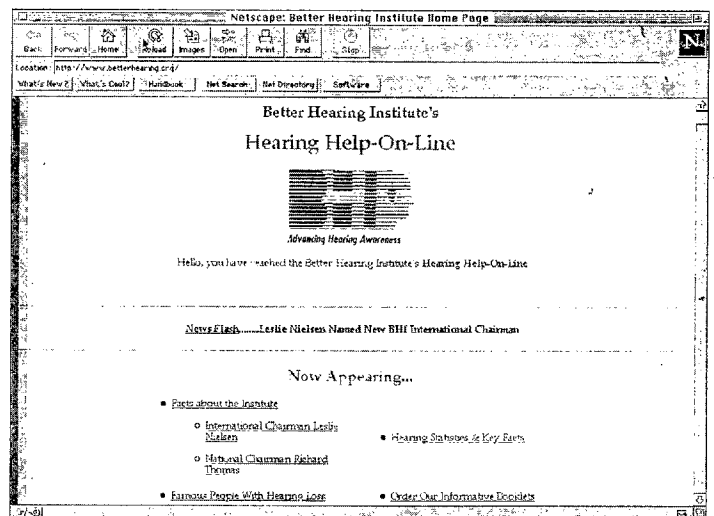 Netscape: Better Hearing Institute Home Page
Back Forward Home Reload Images Open Print Find Stop
N
Location: http://www.betterhearing.org/
What's New? What's Cool? Handbook Net Search Net Directory Software
Better Hearing Institute's
Hearing Help-On-Line
Advancing Hearing Awareness
Hello, you have reached the Better Hearing Institute's Hearing Help-On-Line
News Flash........Leslie Nielsen Named New BHI International Chairman
Now Appearing...
Facts about the Institute
International Chairman Leslie
Nielsen
Hearing Statistics & Key Facts
National Chairman Richard
Thomas
Famous People With Hearing Loss
Order Our Informative Booklets